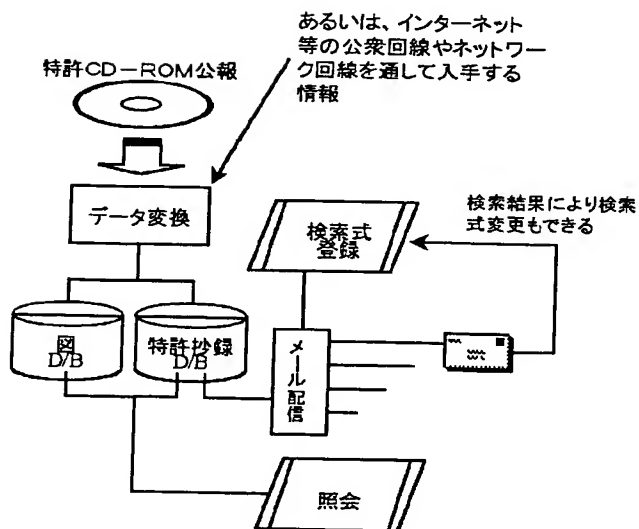 あるいは、インターネット
等の公衆回線やネットワー
ク回線を通して入手する
情報
特許CD－ROM公報
データ変換
検索式
登録
検索結果により検索
式変更もできる
図
D/B
特許抄録
D/B
メール配信
照会